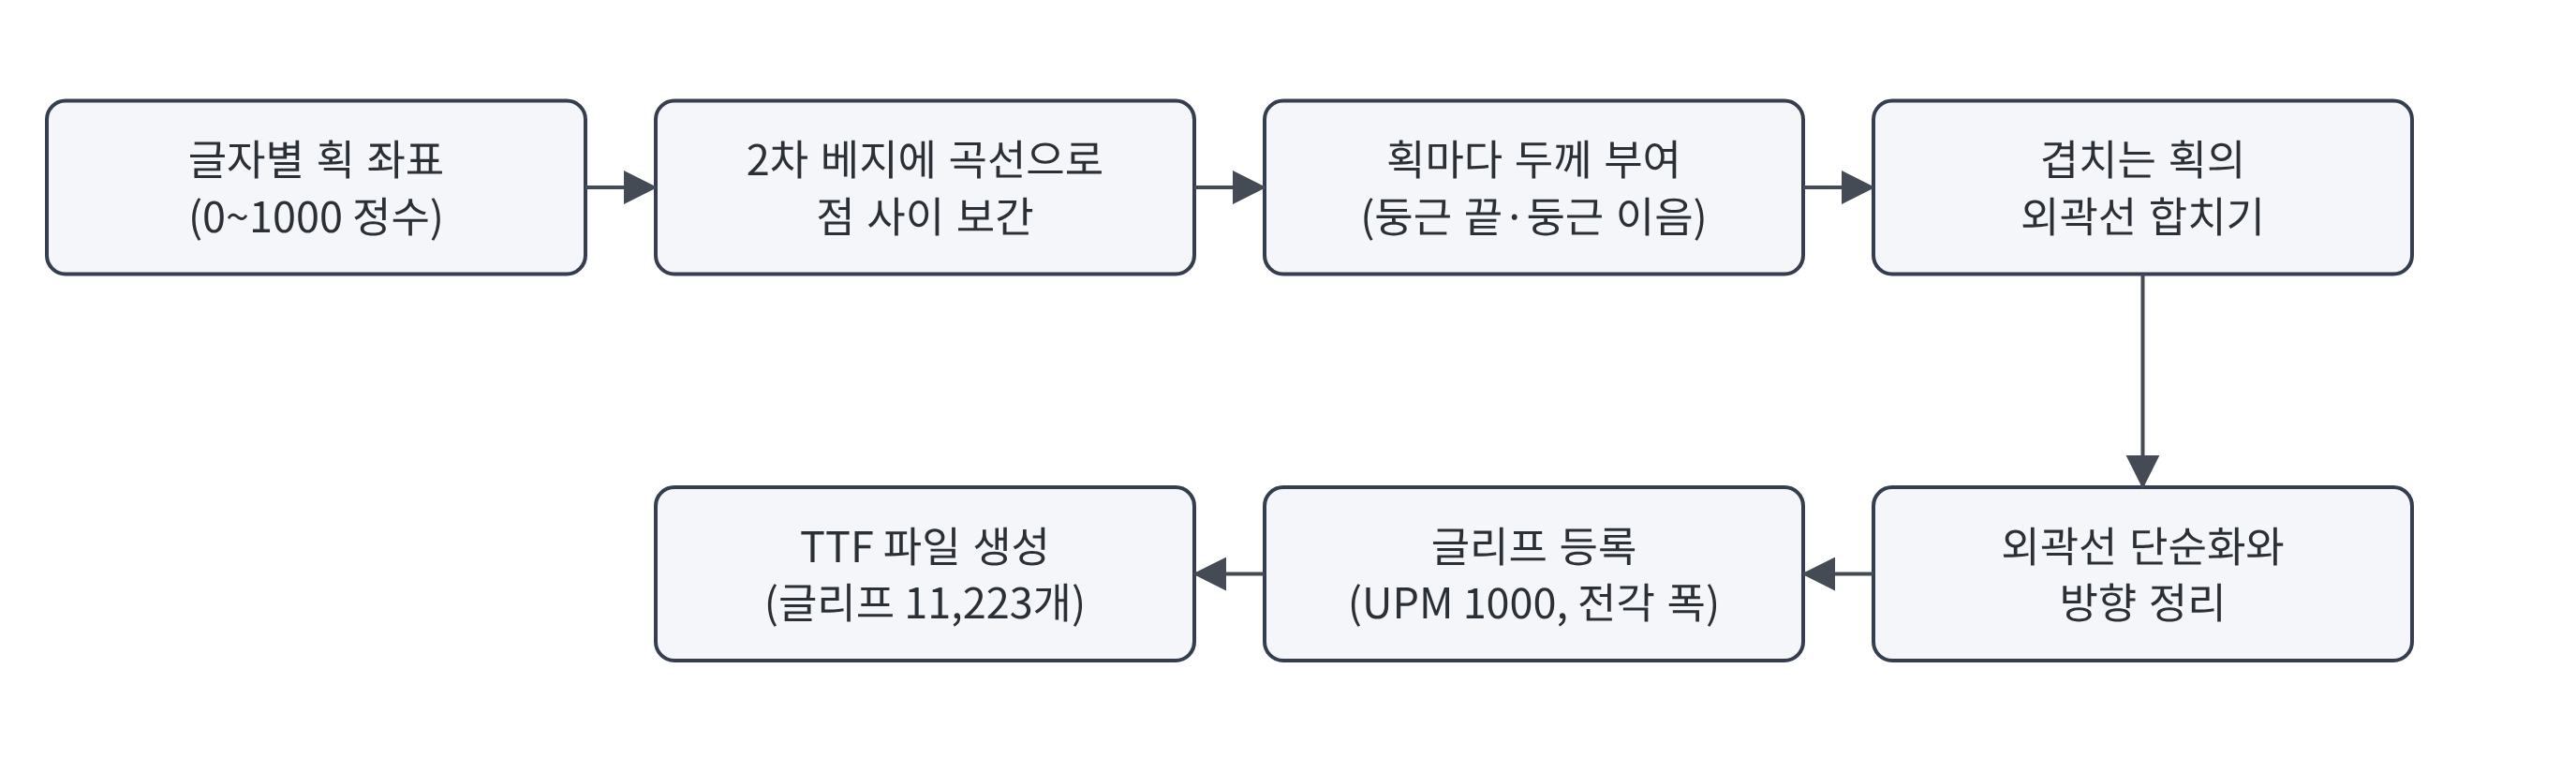 글자별 획 좌표
(0~1000 정수)
2차 베지에 곡선으로
점 사이 보간
획마다 두께 부여
(둥근 끝·둥근 이음)
겹치는 획의
외곽선 합치기
외곽선 단순화와
방향 정리
글리프 등록
(UPM 1000, 전각 폭)
TTF 파일 생성
(글리프 11,223개)